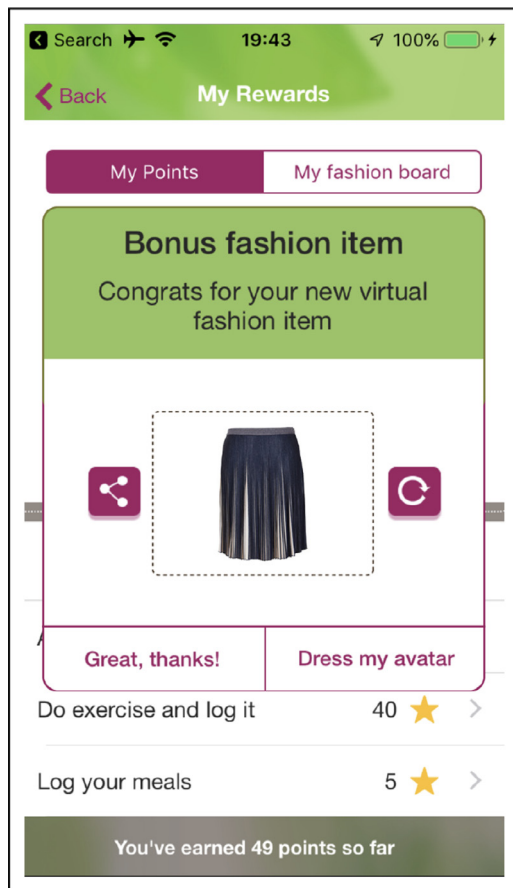 Search 19:43 100%
Back My Rewards
My Points My fashion board
Bonus fashion item
Congrats for your new virtual
fashion item
Great, thanks! Dress my avatar
Do exercise and log it 40
Log your meals 5
You've earned 49 points so far